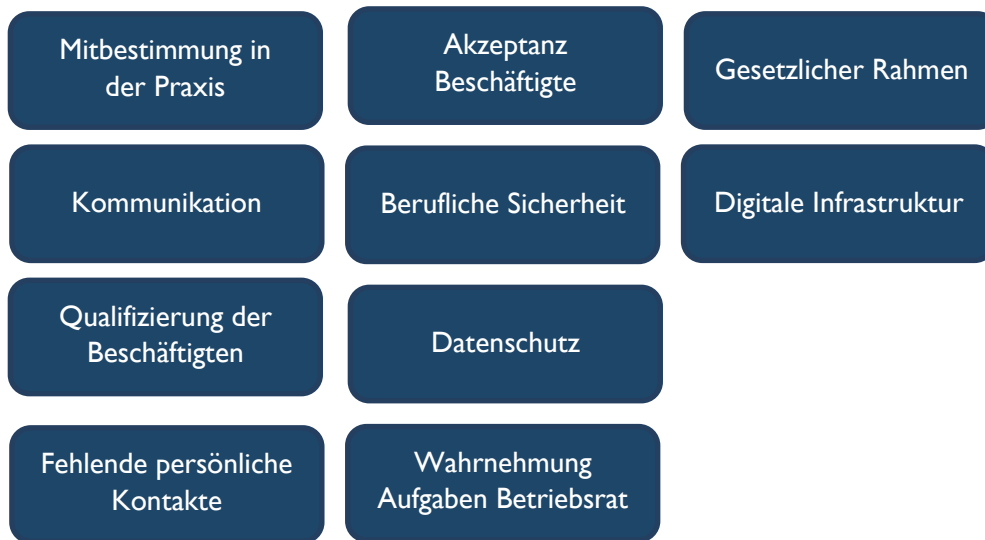 Mitbestimmung in
der Praxis
Akzeptanz
Beschäftigte
Gesetzlicher Rahmen
Kommunikation
Berufliche Sicherheit
Digitale Infrastruktur
Qualifizierung der
Beschäftigten
Datenschutz
Fehlende persönliche
Kontakte
Wahrnehmung
Aufgaben Betriebsrat